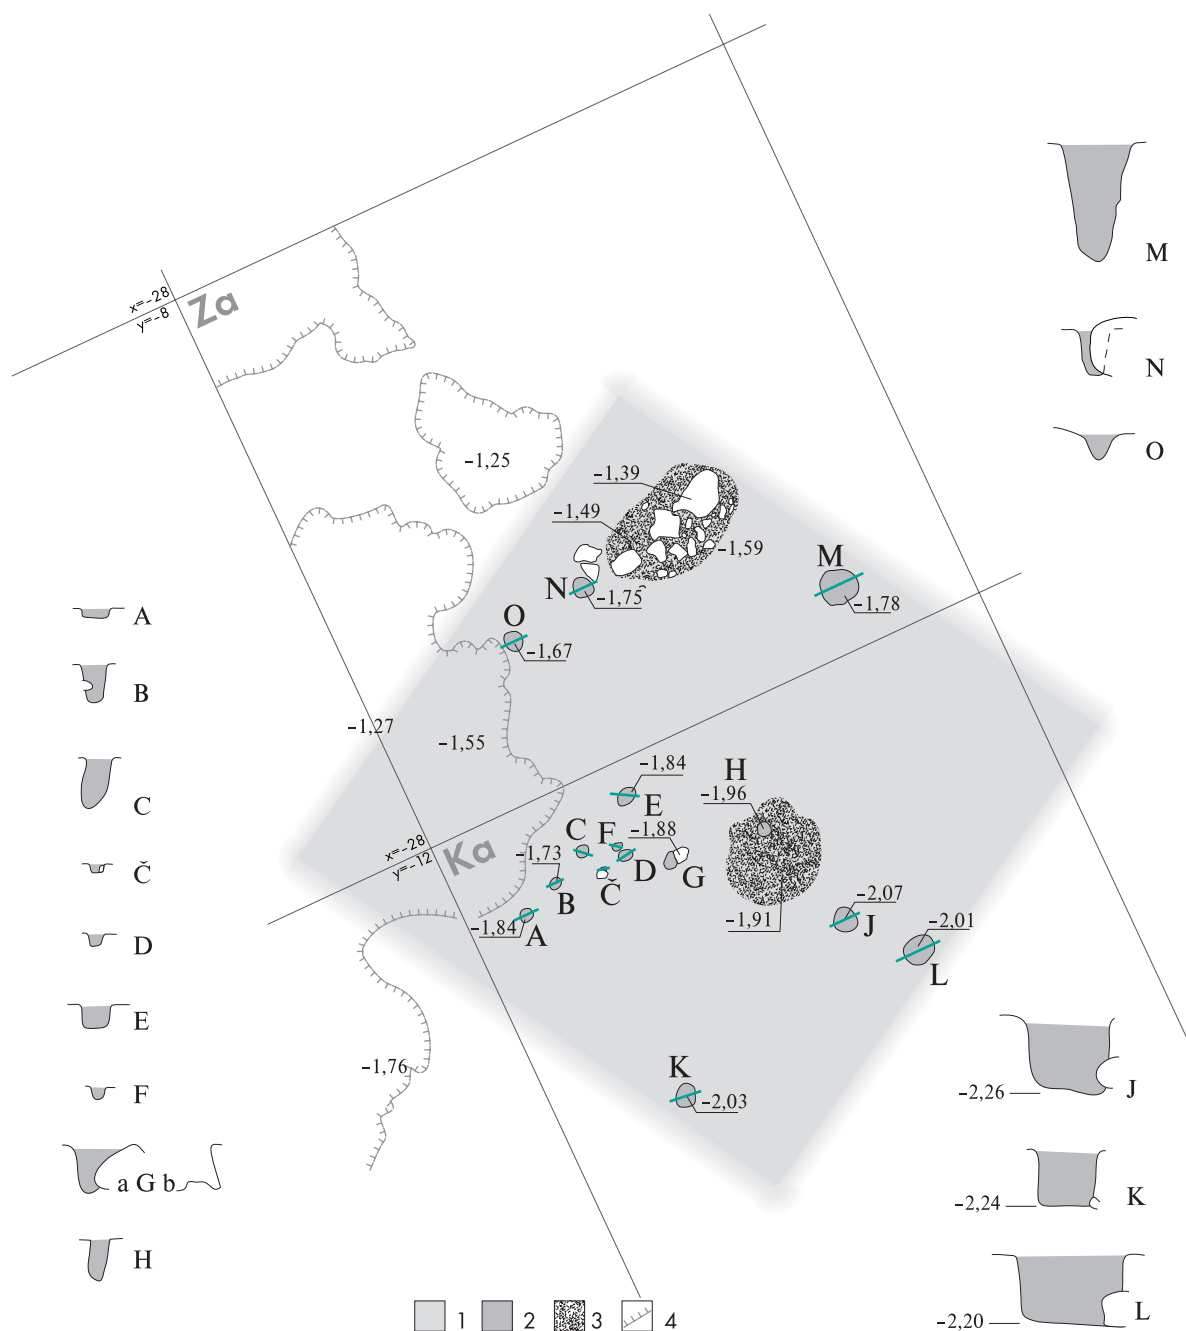 x=-28
y=-8
Za
M
N
O
-1,25
-1,39
-1,49
-1,59
N
-1,75
M
-1,78
O
-1,67
A
B
C
Č
D
E
F
a G b
H
-1,27
-1,55
-1,84
E
H
-1,96
x=-28
y=-12
Ka
C
F
-1,88
-1,73
D
G
Č
B
-1,84
A
-1,91
-2,07
J
-2,01
L
-1,76
K
-2,03
-2,26
J
-2,24
K
-2,20
L
1
2
3
4